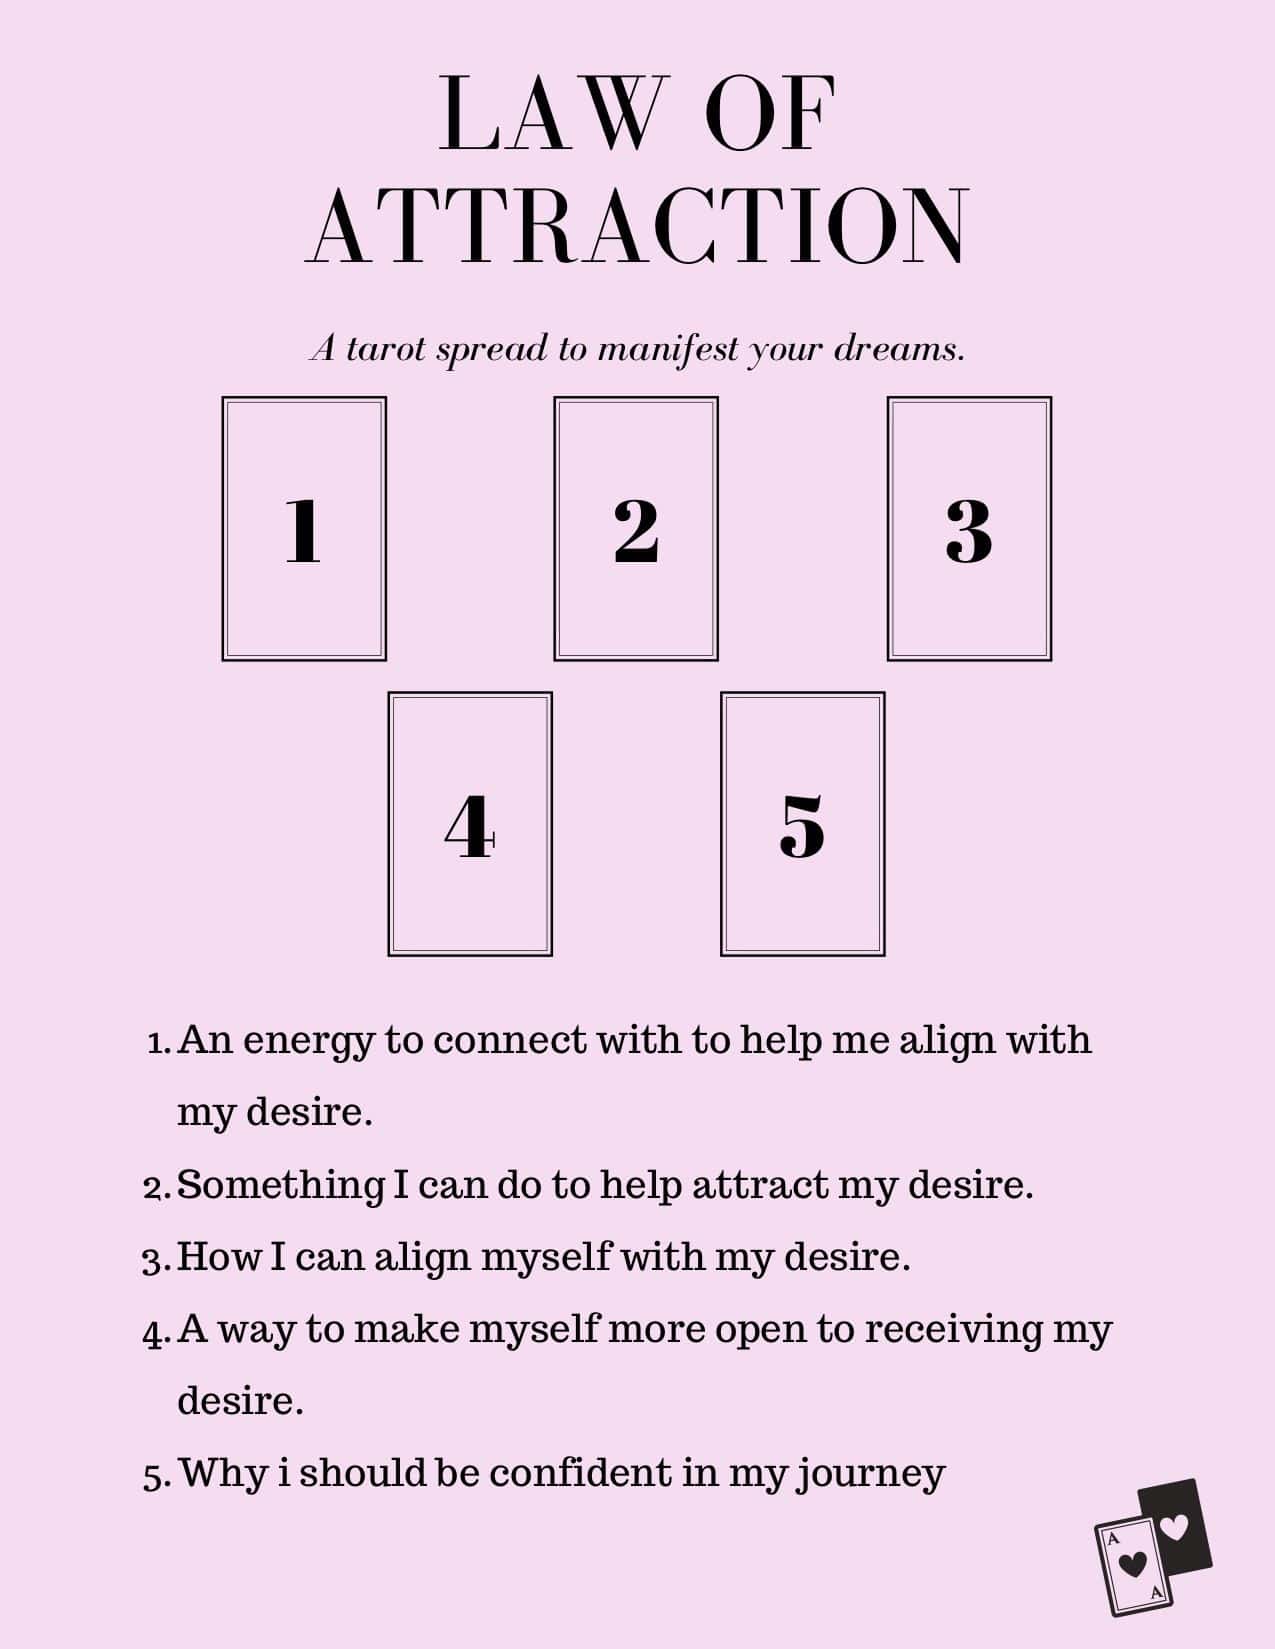 LAW OF
ATTRACTION
A tarot spread to manifest your dreams.
1 2 3
4 5
1. An energy to connect with to help me align with
my desire.
2. Something I can do to help attract my desire.
3. How I can align myself with my desire.
4. A way to make myself more open to receiving my
desire.
5. Why i should be confident in my journey
A
A